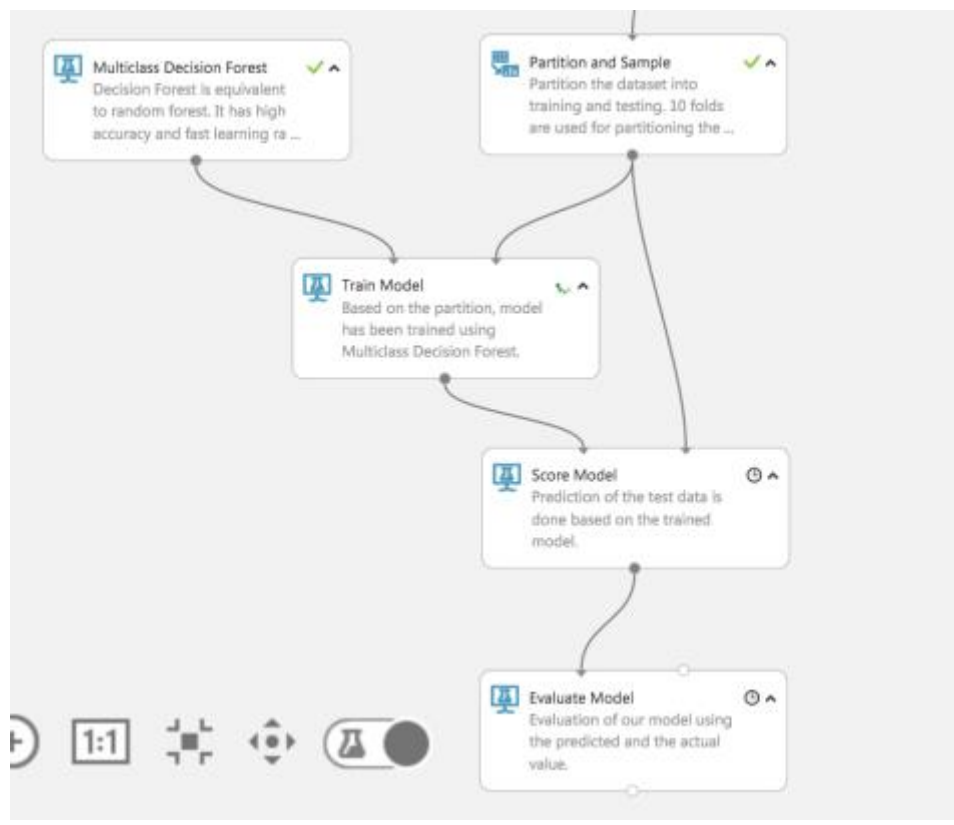 Multiclass Decision Forest
Decision Forest is equivalent
to random forest. It has high
accuracy and fast learning ra ...
Partition and Sample
Partition the dataset into
training and testing. 10 folds
are used for partitioning the ...
Train Model
Based on the partition, model
has been trained using
Multiclass Decision Forest.
Score Model
Prediction of the test data is
done based on the trained
model.
Evaluate Model
Evaluation of our model using
the predicted and the actual
value.
1:1